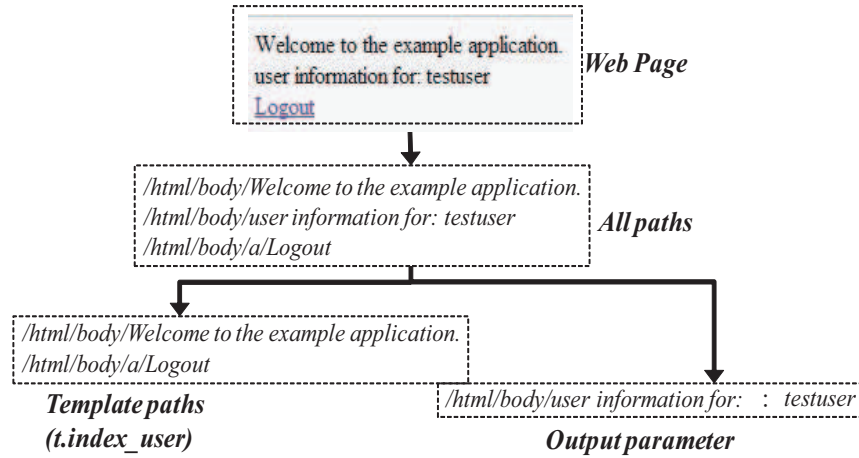 Welcome to the example application.
user information for: testuser
Logout
Web Page
/html/body/Welcome to the example application.
/html/body/user information for: testuser
/html/body/a/Logout
All paths
/html/body/Welcome to the example application.
/html/body/a/Logout
Template paths
(t.index_user)
/html/body/user information for: : testuser
Output parameter